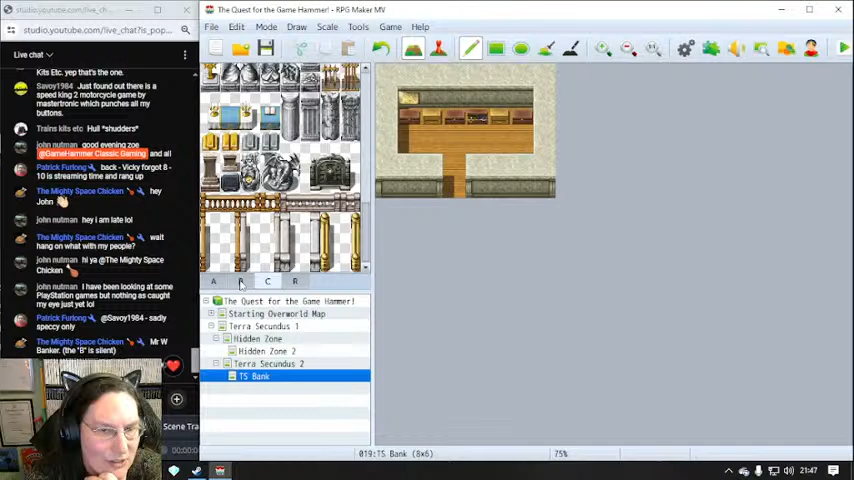 studio.youtube.com/live_ch...
studio.youtube.com/live_chat?is_pop...
Live chat
Kits Etc. yep that's the one.
Savoy1984 Just found out there is a
speed king 2 motorcycle game by
mastertronic which punches all my
buttons.
Trains kits etc Hull *shudders*
john nutman good evening zoe
@GameHammer Classic Gaming and all
Patrick Furlong back - Vicky forgot 8 -
10 is streaming time and rang up
The Mighty Space Chicken hey
John
john nutman hey i am late lol
The Mighty Space Chicken wait
hang on what with my people?
john nutman hi ya @The Mighty Space
Chicken
john nutman I have been looking at some
PlayStation games but nothing as caught
my eye just yet lol
Patrick Furlong @Savoy1984 - sadly
speccy only
The Mighty Space Chicken Mr W
Banker. (the "B" is silent)
Scene Tra
The Quest for the Game Hammer! - RPG Maker MV
File Edit Mode Draw Scale Tools Game Help
A B C R
The Quest for the Game Hammer!
Starting Overworld Map
Terra Secundus 1
Hidden Zone
Hidden Zone 2
Terra Secundus 2
TS Bank
019:TS Bank (8x6)
75%
21:47